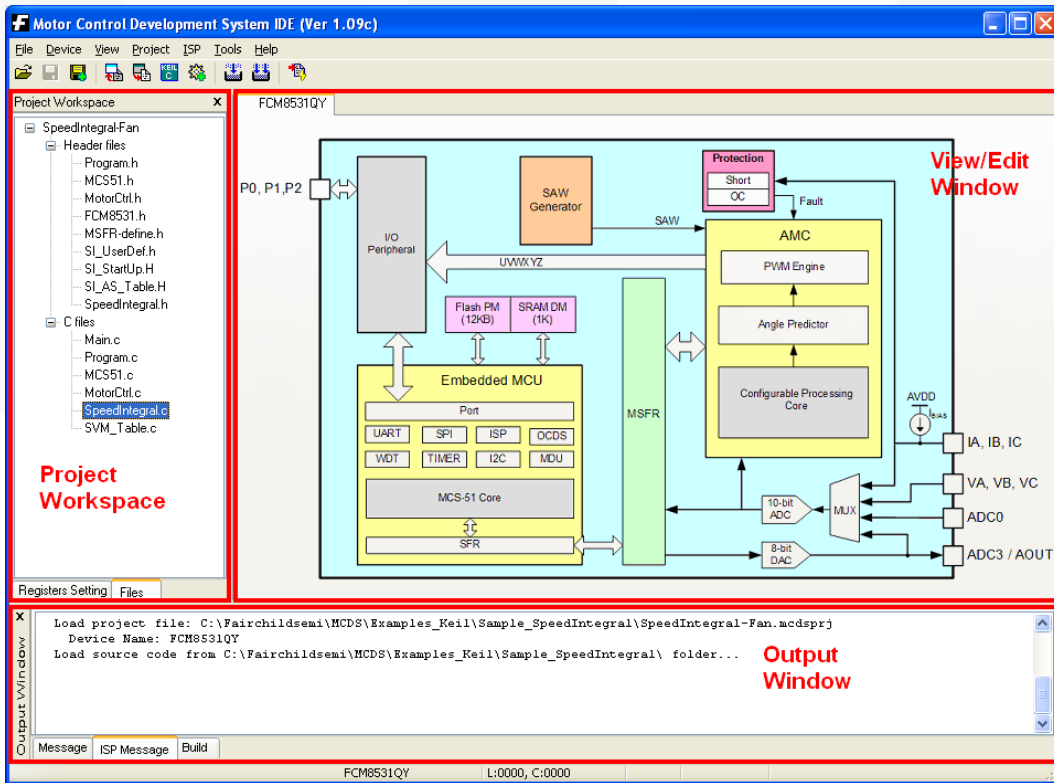 Motor Control Development System IDE (Ver 1.09c)
File Device View Project ISP Tools Help
KEIL
C
Project Workspace X
SpeedIntegral-Fan
Header files
Program.h
MCS51.h
MotorCtrl.h
FCM8531.h
MSFR-define.h
SI_UserDef.H
SI_StartUp.H
SI_AS_Table.H
SpeedIntegral.h
C files
Main.c
Program.c
MCS51.c
MotorCtrl.c
SpeedIntegral.c
SVM_Table.c
Project
Workspace
Registers Setting Files
FCM8531QY
View/Edit
Window
P0, P1,P2
I/O
Peripheral
SAW
Generator
SAW
Protection
Short
OC
Fault
UVWXYZ
AMC
PWM Engine
Angle Predictor
Configurable Processing
Core
Flash PM
(12KB)
SRAM DM
(1K)
Embedded MCU
Port
UART SPI ISP OCDS
WDT TIMER I2C MDU
MCS-51 Core
SFR
MSFR
AVDD
IBIAS
IA, IB, IC
VA, VB, VC
ADC0
ADC3 / AOUT
10-bit
ADC
MUX
8-bit
DAC
X
Output Window
Load project file: C:\Fairchildsemi\MCDS\Examples_Keil\Sample_SpeedIntegral\SpeedIntegral-Fan.mcdsprj
Device Name: FCM8531QY
Load source code from C:\Fairchildsemi\MCDS\Examples_Keil\Sample_SpeedIntegral\ folder...
Output
Window
Message ISP Message Build
FCM8531QY L:0000, C:0000